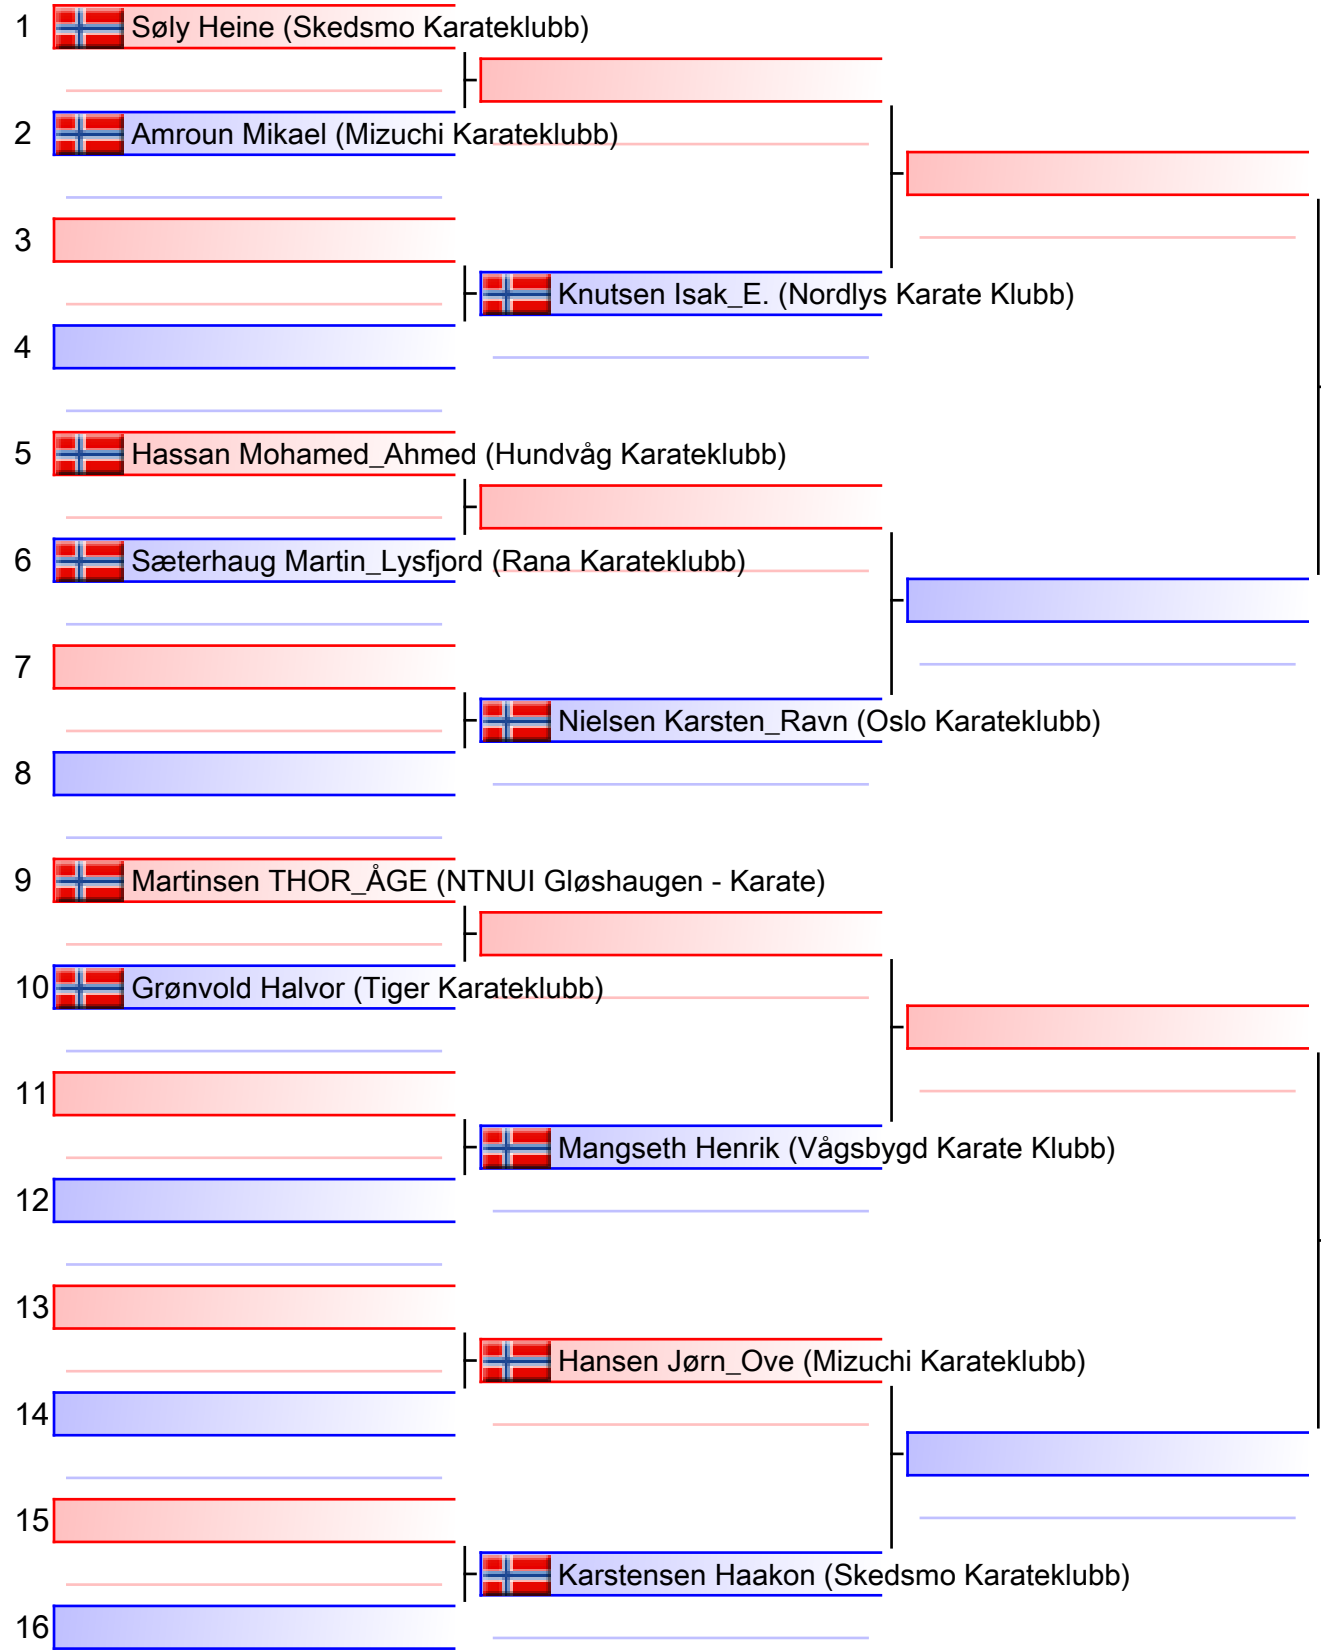 1 Søly Heine (Skedsmo Karateklubb)
2 Amroun Mikael (Mizuchi Karateklubb)
3
Knutsen Isak_E. (Nordlys Karate Klubb)
4
5 Hassan Mohamed_Ahmed (Hundvåg Karateklubb)
6 Sæterhaug Martin_Lysfjord (Rana Karateklubb)
7
Nielsen Karsten_Ravn (Oslo Karateklubb)
8
9 Martinsen THOR_ÅGE (NTNUI Gløshaugen - Karate)
10 Grønvold Halvor (Tiger Karateklubb)
11
Mangseth Henrik (Vågsbygd Karate Klubb)
12
13
Hansen Jørn_Ove (Mizuchi Karateklubb)
14
15
Karstensen Haakon (Skedsmo Karateklubb)
16